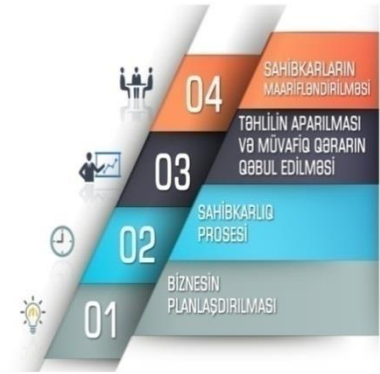 04
SAHİBKARLARIN
MAARİFLƏNDİRİLMƏSİ
03
TƏHLİLİN APARILMASI
VƏ MÜVAFİQ QƏRARIN
QƏBUL EDİLMƏSİ
02
SAHİBKARLIQ
PROSESİ
01
BİZNESİN
PLANLAŞDIRILMASI